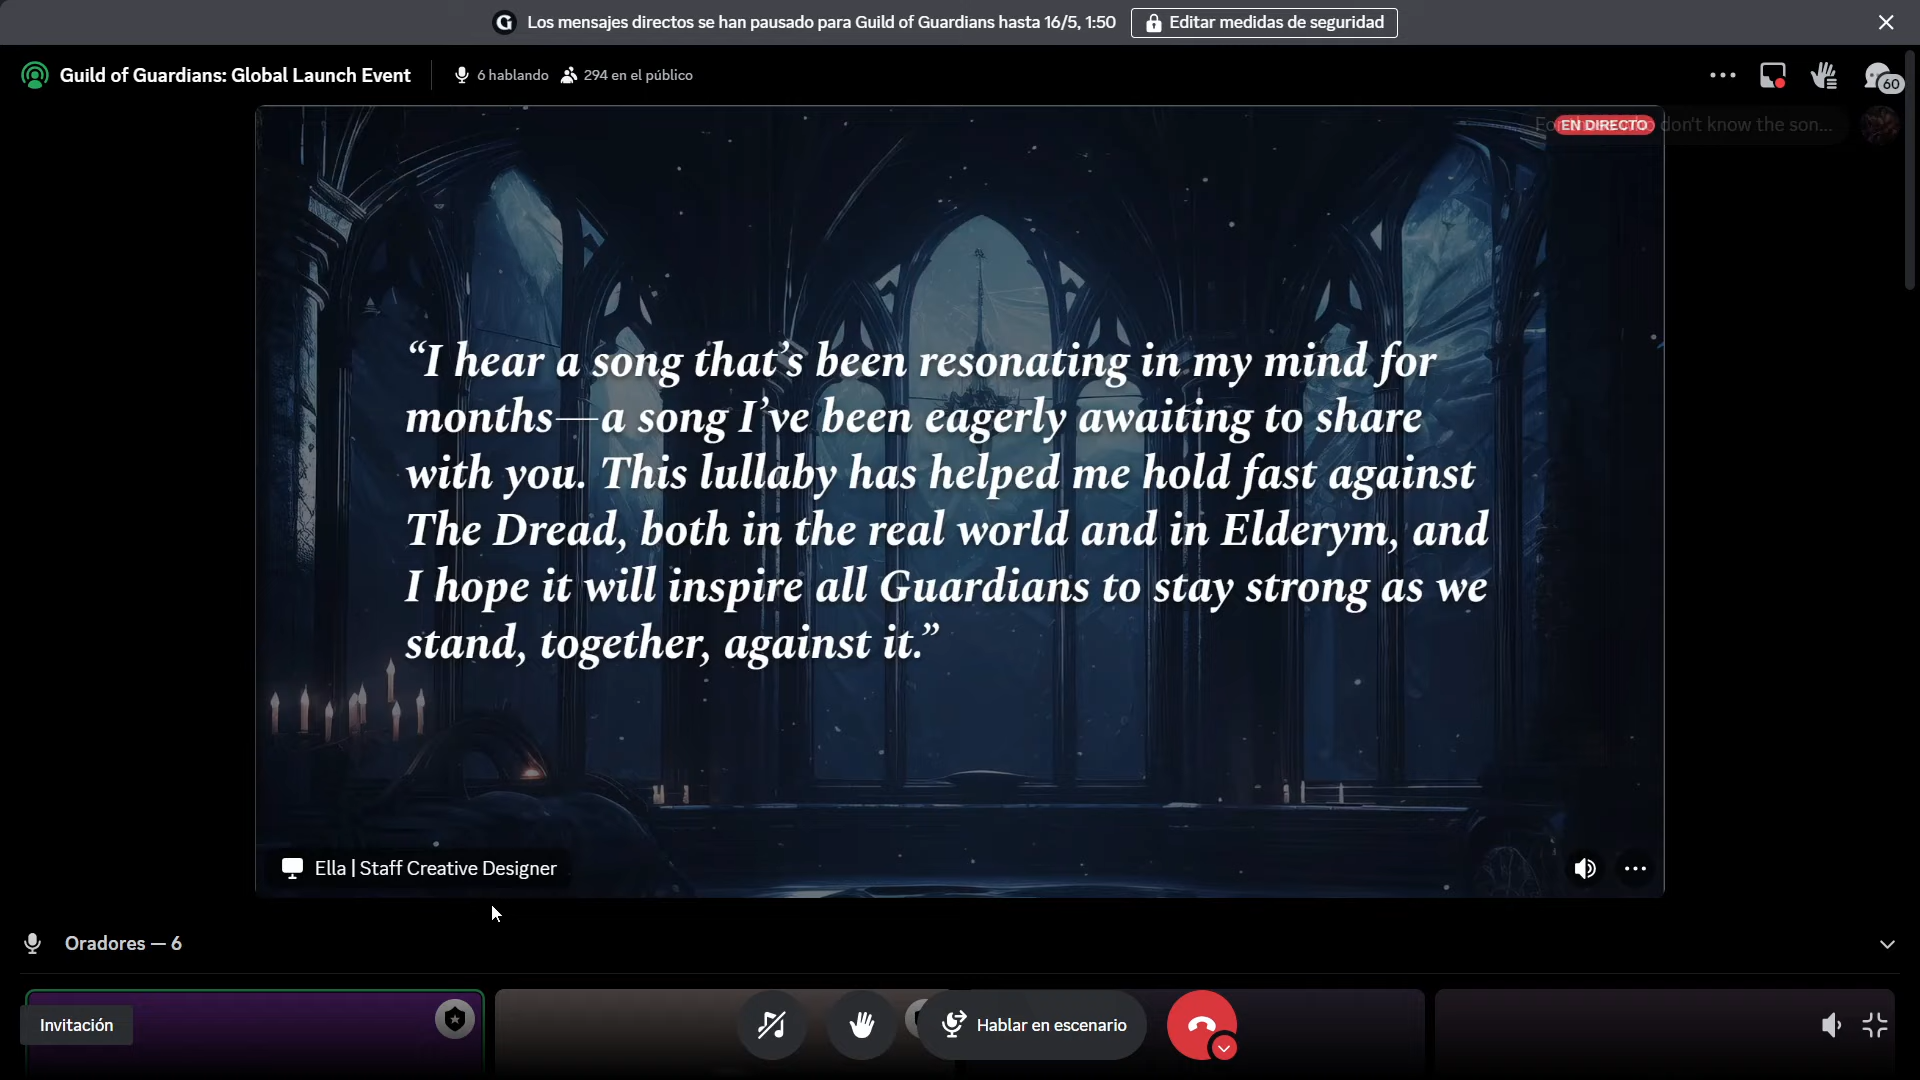 Los mensajes directos se han pausado para Guild of Guardians hasta 16/5, 1:50
Editar medidas de seguridad
Guild of Guardians: Global Launch Event
6 hablando
294 en el público
60
EN DIRECTO
don't know the son...
“I hear a song that’s been resonating in my mind for
months—a song I’ve been eagerly awaiting to share
with you. This lullaby has helped me hold fast against
The Dread, both in the real world and in Elderym, and
I hope it will inspire all Guardians to stay strong as we
stand, together, against it.”
Ella | Staff Creative Designer
Oradores — 6
Invitación
Hablar en escenario